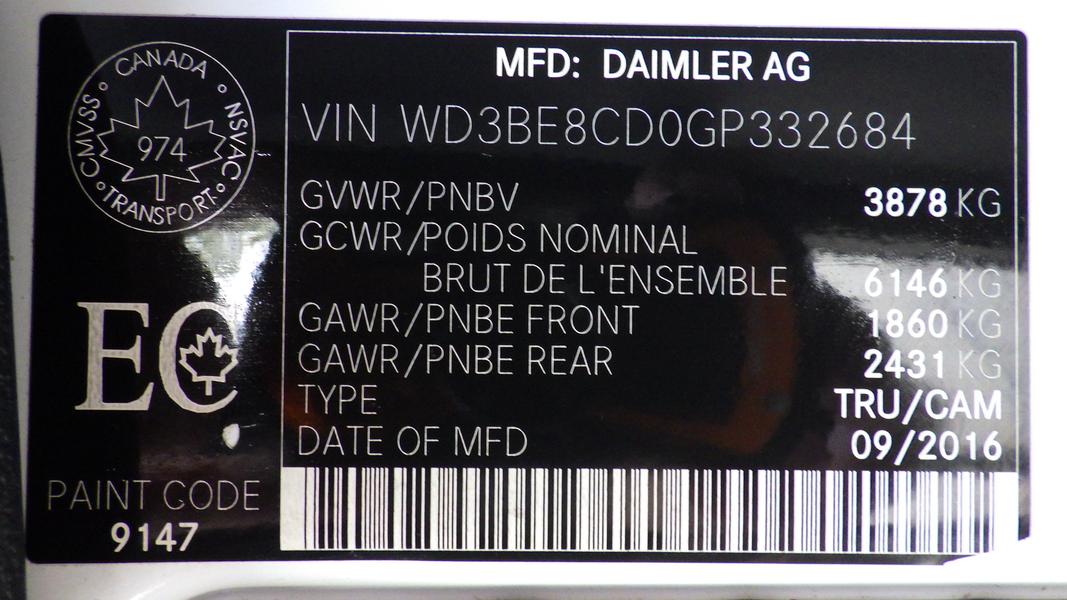 CANADA
CMVSS
NSVAC
974
TRANSPORT
EC
PAINT CODE
9147
MFD: DAIMLER AG
VIN WD3BE8CD0GP332684
GVWR/PNBV 3878 KG
GCWR/POIDS NOMINAL
BRUT DE L'ENSEMBLE 6146 KG
GAWR/PNBE FRONT 1860 KG
GAWR/PNBE REAR 2431 KG
TYPE TRU/CAM
DATE OF MFD 09/2016